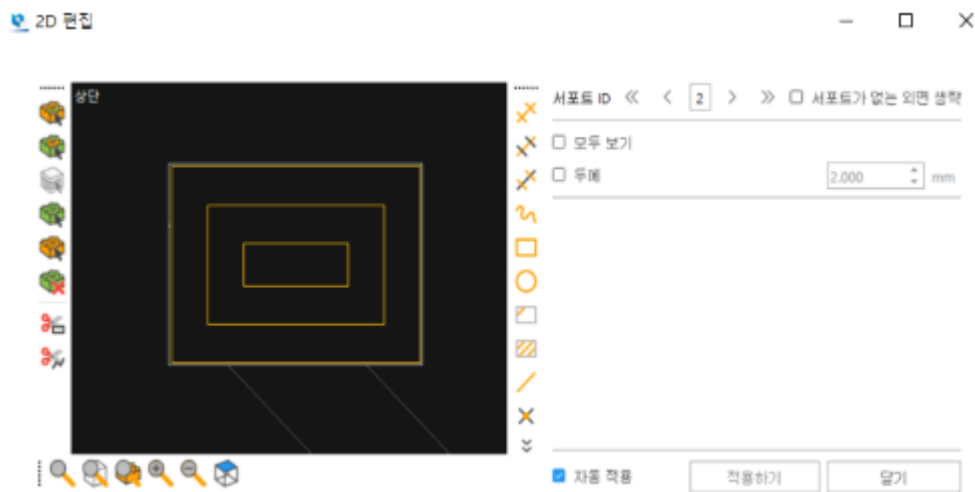 2D 편집
상단
서포트 ID 2 서포트가 없는 외면 생략
모두 보기
두께 2.000 mm
자동 적용 적용하기 닫기